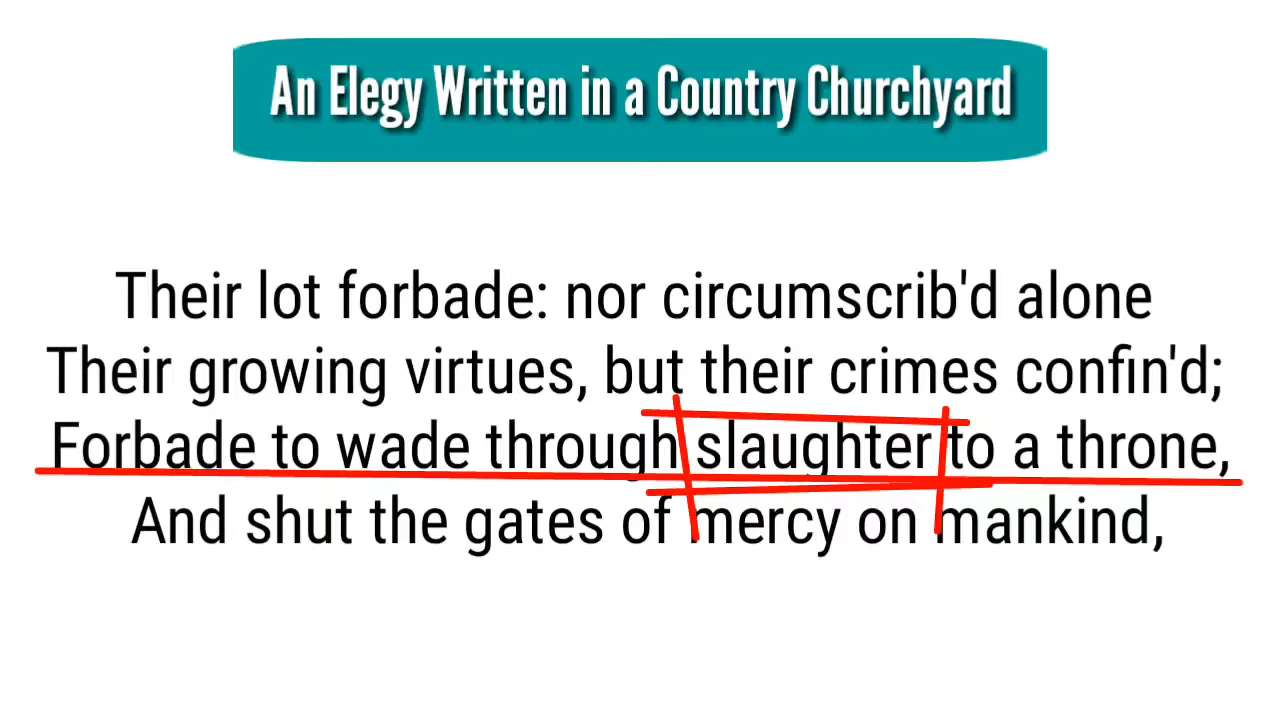 An Elegy Written in a Country Churchyard
Their lot forbade: nor circumscrib'd alone
Their growing virtues, but their crimes confin'd;
Forbade to wade through slaughter to a throne,
And shut the gates of mercy on mankind,